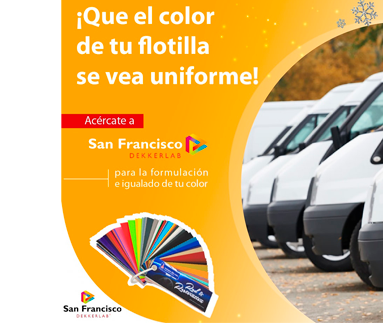 ¡Que el color
de tu flotilla
se vea uniforme!
Acércate a
San Francisco
DEKKERLAB
para la formulación
e igualado de tu color
San Francisco
DEKKERLAB